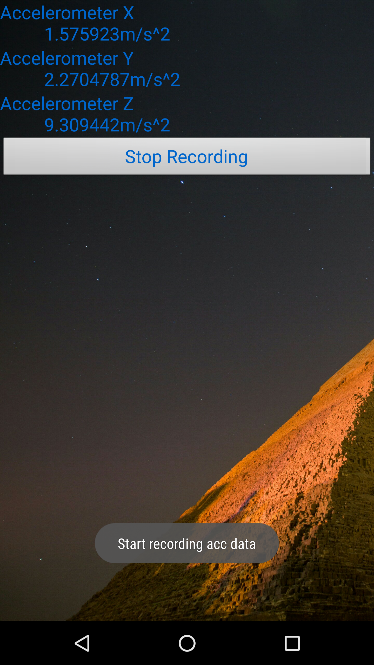 Accelerometer X
1.575923m/s^2
Accelerometer Y
2.2704787m/s^2
Accelerometer Z
9.309442m/s^2
Stop Recording
Start recording acc data